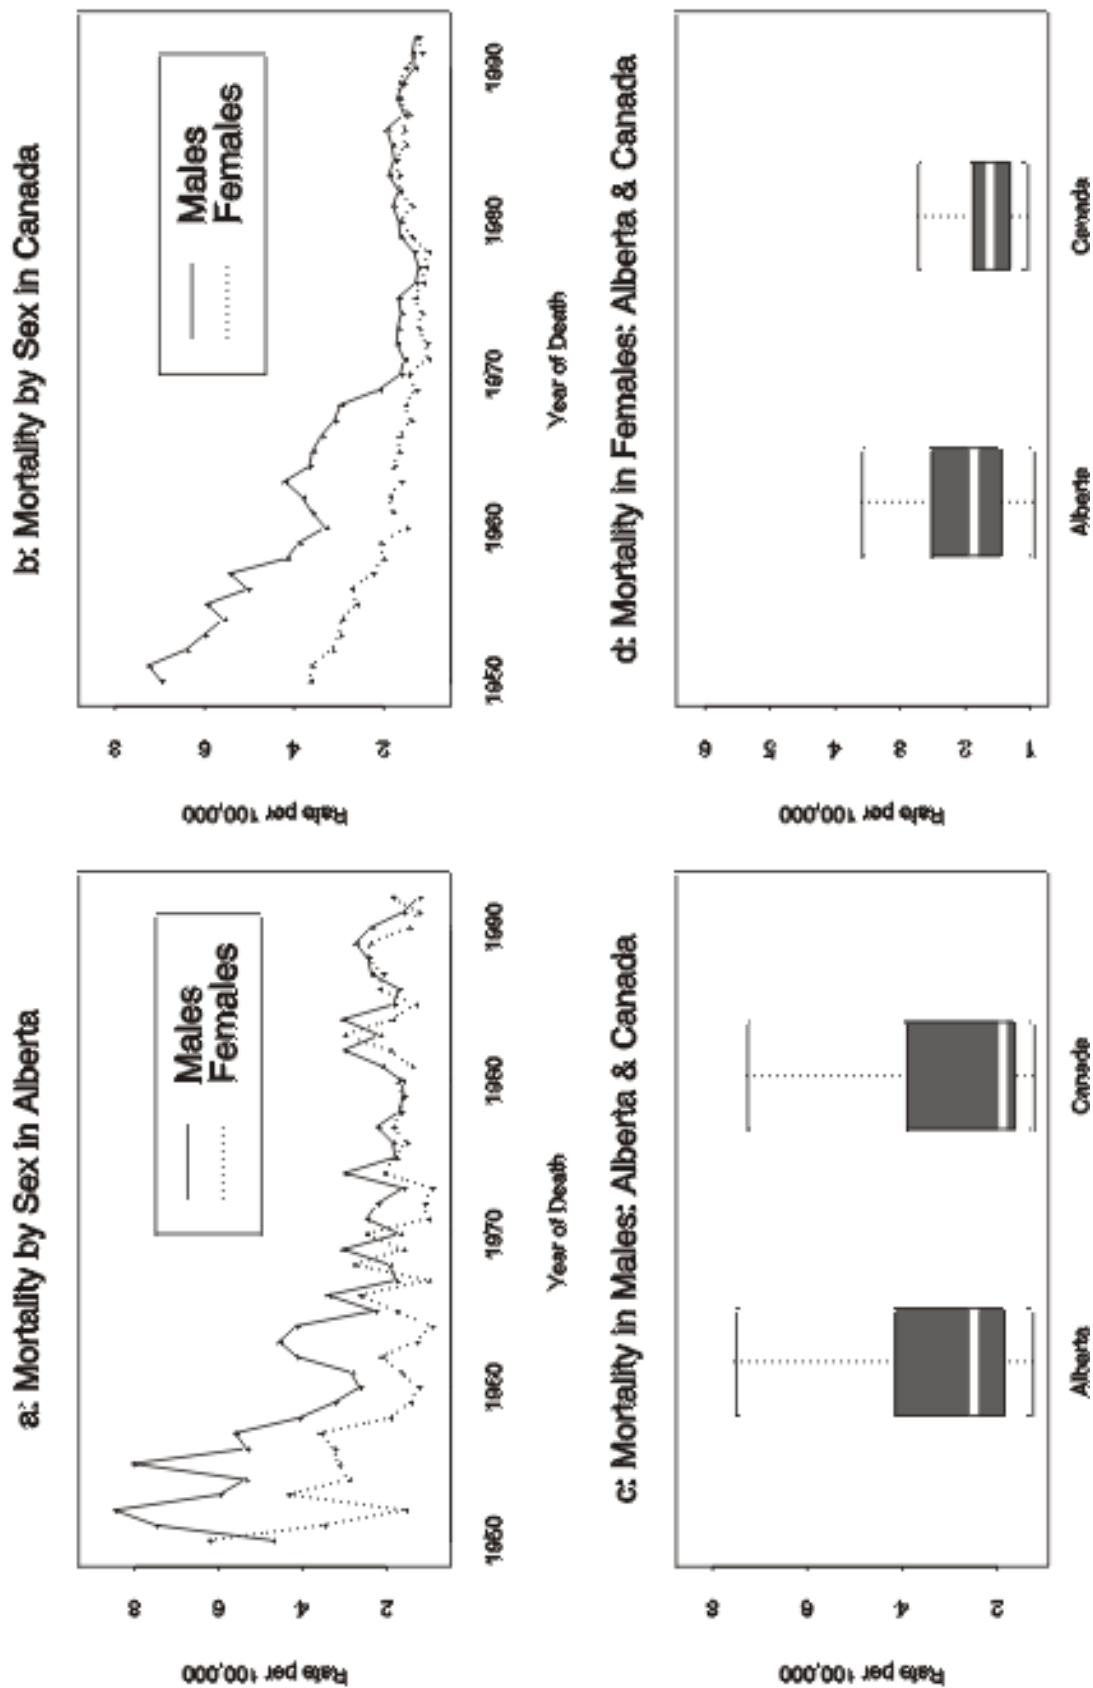 a: Mortality by Sex in Alberta
Rate per 100,000
8
6
4
2
Males
Females
1950
1960
1970
1980
1990
Year of Death
b: Mortality by Sex in Canada
Rate per 100,000
8
6
4
2
Males
Females
1950
1960
1970
1980
1990
Year of Death
c: Mortality in Males: Alberta & Canada
Rate per 100,000
8
6
4
2
Alberta
Canada
d: Mortality in Females: Alberta & Canada
Rate per 100,000
6
5
4
3
2
1
Alberta
Canada